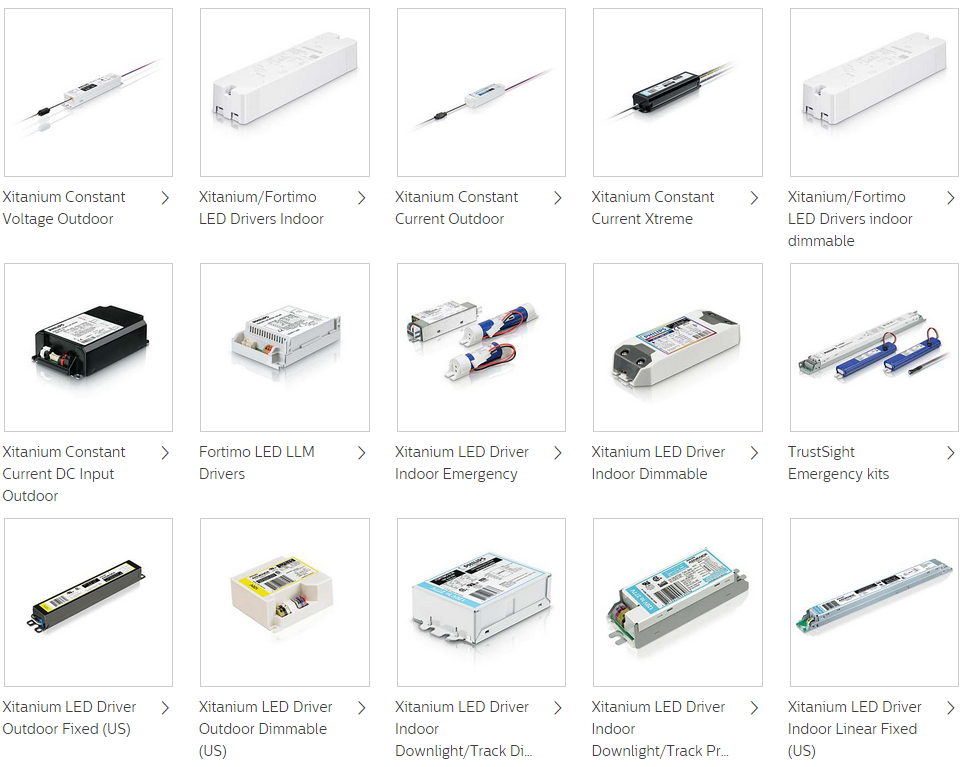 Xitanium Constant
Voltage Outdoor
Xitanium/Fortimo
LED Drivers Indoor
Xitanium Constant
Current Outdoor
Xitanium Constant
Current Xtreme
Xitanium/Fortimo
LED Drivers indoor
dimmable
Xitanium Constant
Current DC Input
Outdoor
Fortimo LED LLM
Drivers
Xitanium LED Driver
Indoor Emergency
Xitanium LED Driver
Indoor Dimmable
TrustSight
Emergency kits
PHILIPS
Xitanium LED Driver
Outdoor Fixed (US)
Xitanium LED Driver
Outdoor Dimmable
(US)
Xitanium LED Driver
Indoor
Downlight/Track Di...
Xitanium LED Driver
Indoor
Downlight/Track Pr...
Xitanium LED Driver
Indoor Linear Fixed
(US)